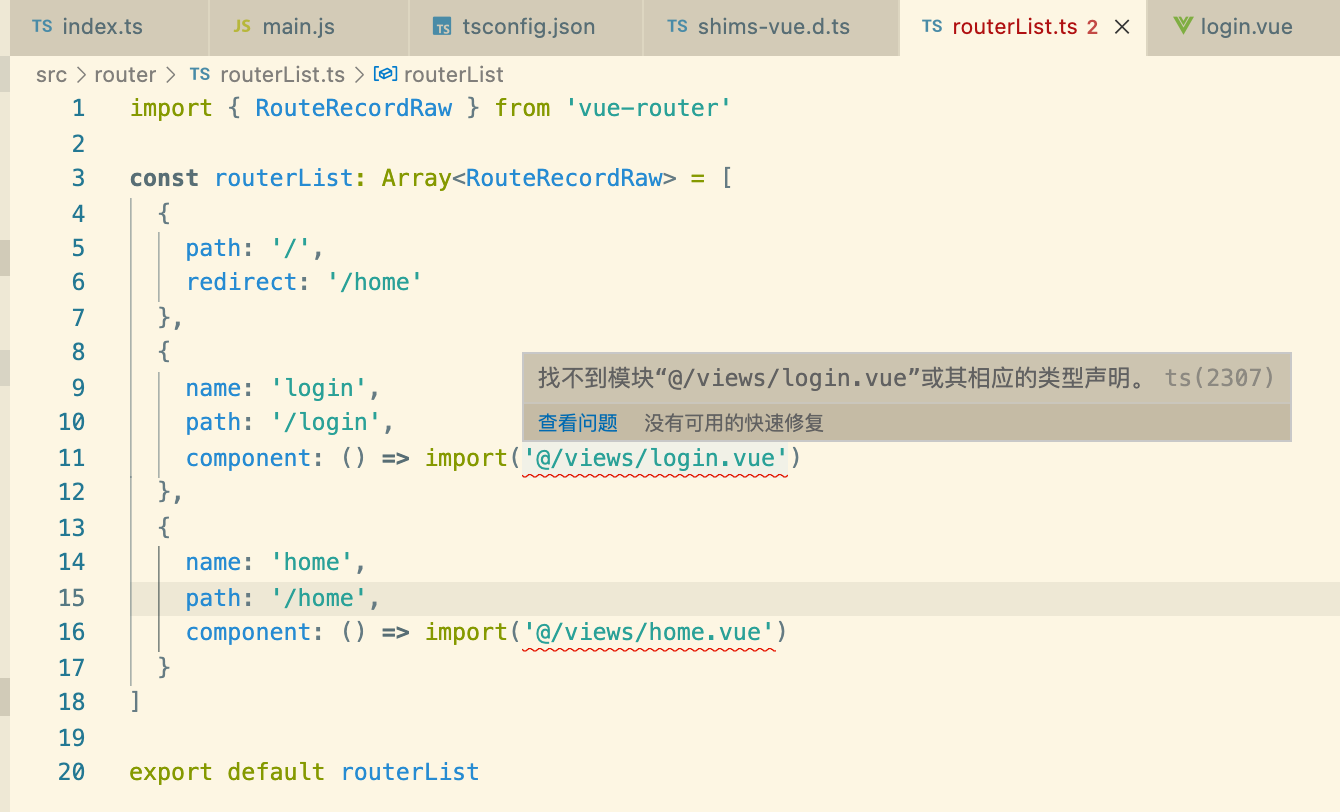 TS index.ts JS main.js TS tsconfig.json TS shims-vue.d.ts TS routerList.ts 2 login.vue
src > router > TS routerList.ts > routerList
1 import { RouteRecordRaw } from 'vue-router'
2
3 const routerList: Array<RouteRecordRaw> = [
4 {
5 path: '/',
6 redirect: '/home'
7 },
8 {
找不到模块“@/views/login.vue”或其相应的类型声明。 ts(2307)
9 name: 'login',
10 path: '/login',
查看问题 没有可用的快速修复
11 component: () => import('@/views/login.vue')
12 },
13 {
14 name: 'home',
15 path: '/home',
16 component: () => import('@/views/home.vue')
17 }
18 ]
19
20 export default routerList